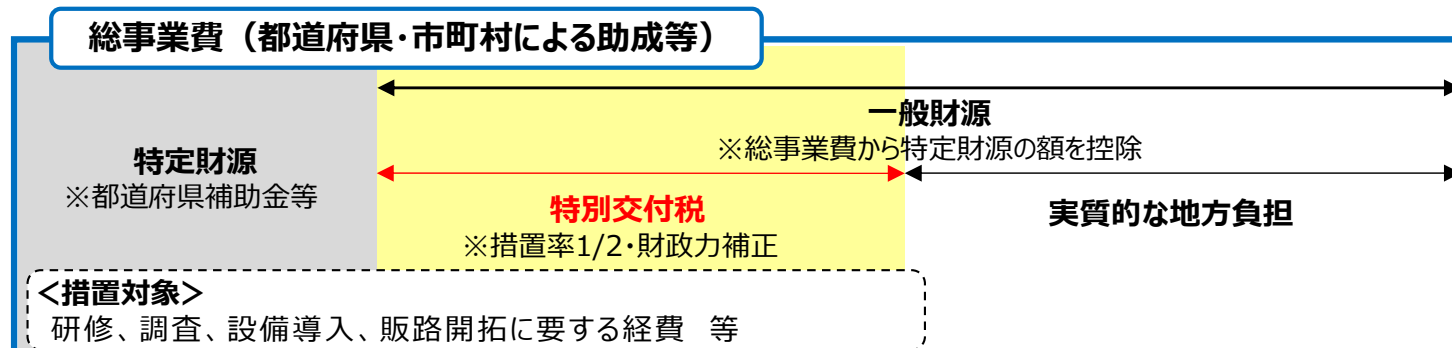 総事業費（都道府県・市町村による助成等）
一般財源
※総事業費から特定財源の額を控除
特定財源
※都道府県補助金等
特別交付税
※措置率1/2・財政力補正
実質的な地方負担
＜措置対象＞
研修、調査、設備導入、販路開拓に要する経費　等